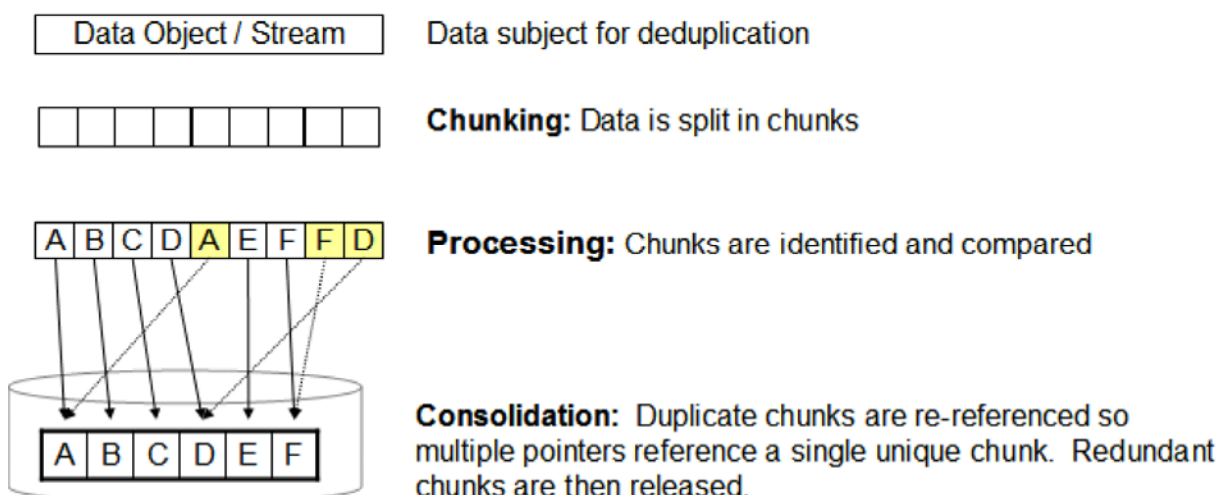 Data Object / Stream
Data subject for deduplication
Chunking: Data is split in chunks
A B C D A E F F D
Processing: Chunks are identified and compared
Consolidation: Duplicate chunks are re-referenced so
multiple pointers reference a single unique chunk. Redundant
chunks are then released.
A B C D E F